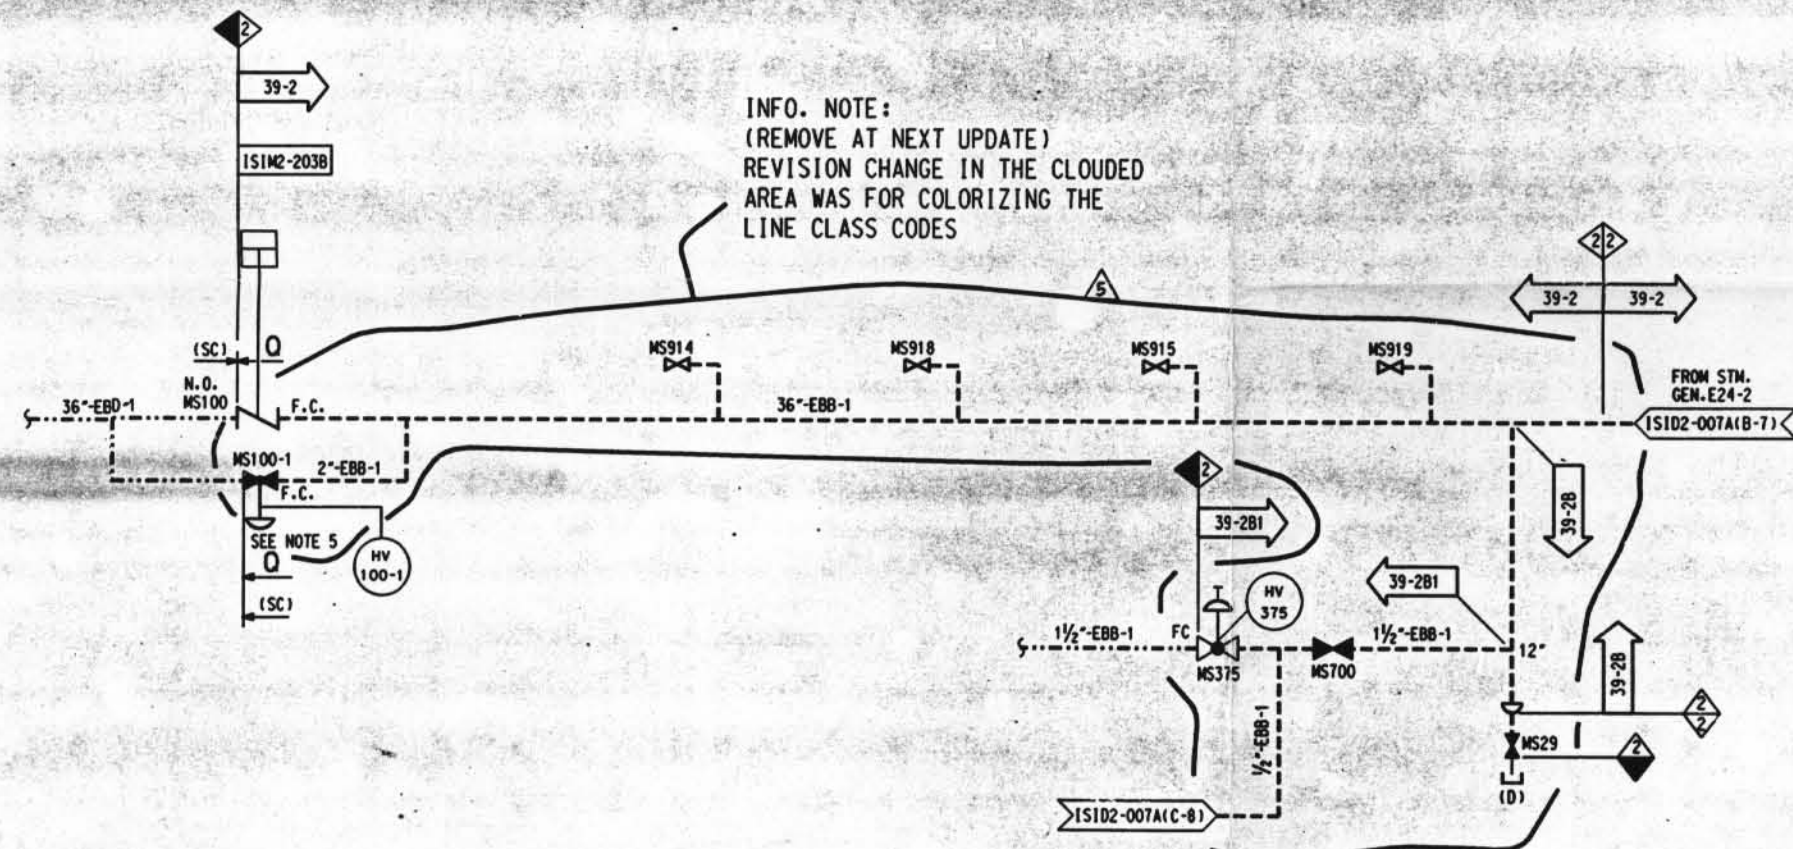 2
39-2
ISIM2-203B
INFO. NOTE:
(REMOVE AT NEXT UPDATE)
REVISION CHANGE IN THE CLOUDED
AREA WAS FOR COLORIZING THE
LINE CLASS CODES
2 2
39-2 39-2
5
(SC) Q
MS914 MS918 MS915 MS919
N.O.
MS100
36"-EBD-1
F.C.
36"-EBB-1
FROM STM.
GEN.E24-2
ISID2-007A(B-7)
MS100-1
2"-EBB-1
F.C.
SEE NOTE 5
HV
100-1
Q
(SC)
2
39-2B1
39-2B
39-2B1
HV
375
1½"-EBB-1
FC
MS375
1½"-EBB-1
MS700
12"
39-2B
2
2
½"-EBB-1
MS29
2
(D)
ISID2-007A(C-8)